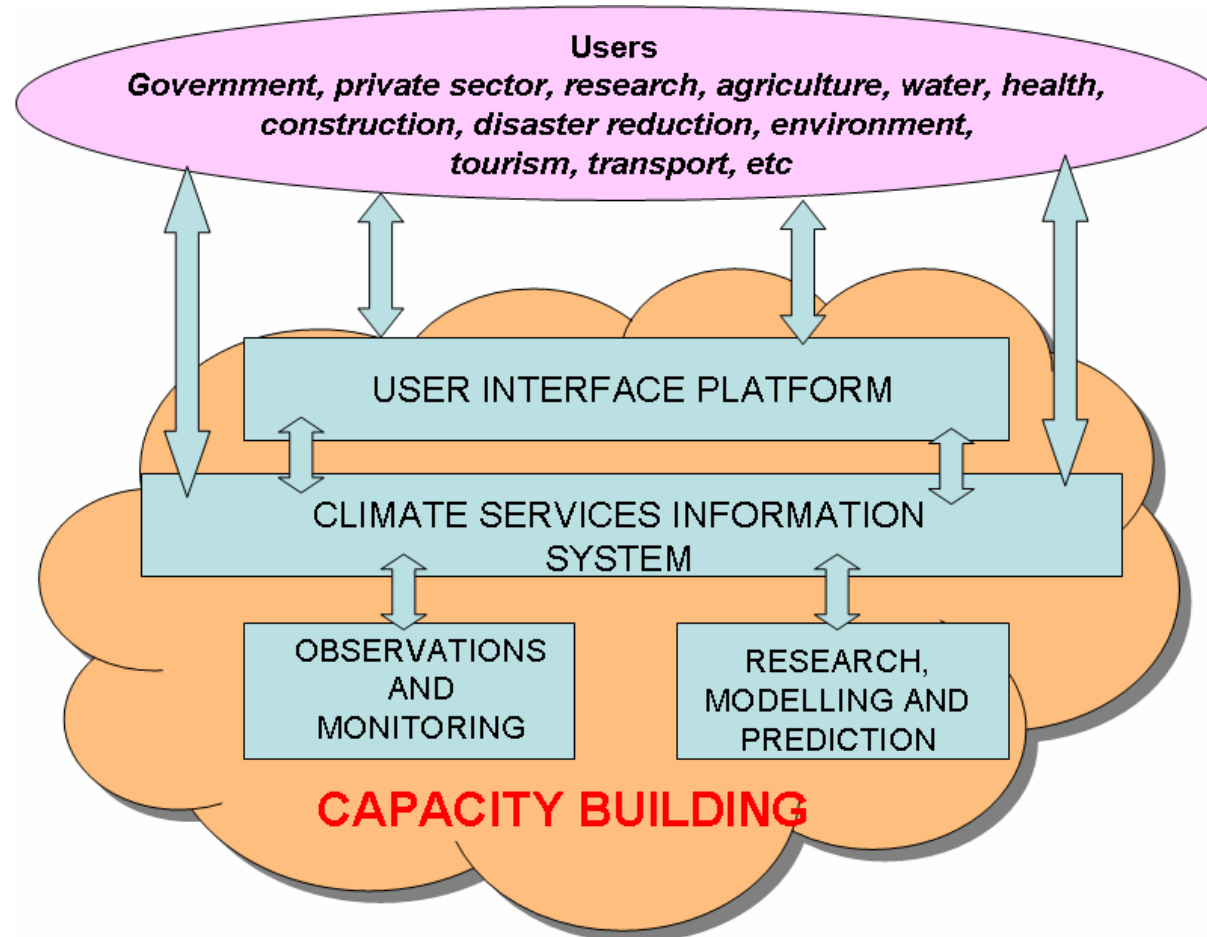 Users
Government, private sector, research, agriculture, water, health,
construction, disaster reduction, environment,
tourism, transport, etc
USER INTERFACE PLATFORM
CLIMATE SERVICES INFORMATION
SYSTEM
OBSERVATIONS
AND
MONITORING
RESEARCH,
MODELLING AND
PREDICTION
CAPACITY BUILDING